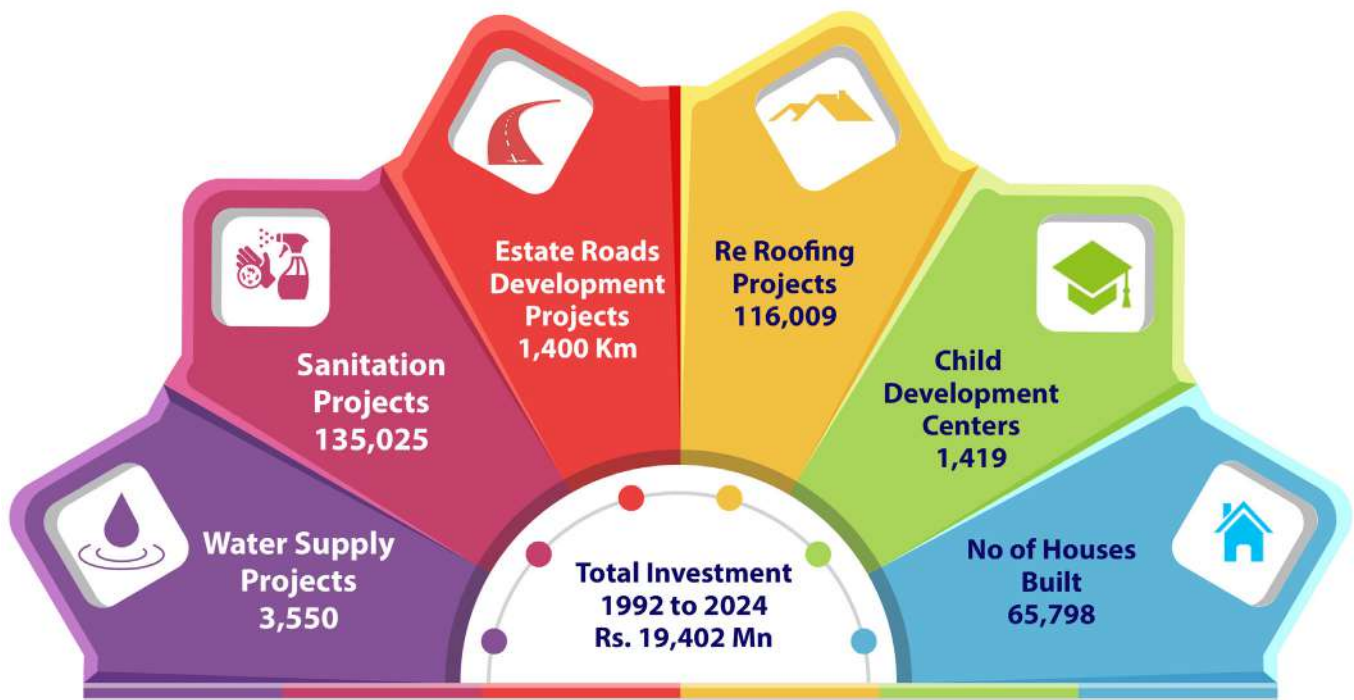 Water Supply
Projects
3,550
Sanitation
Projects
135,025
Estate Roads
Development
Projects
1,400 Km
Re Roofing
Projects
116,009
Child
Development
Centers
1,419
No of Houses
Built
65,798
Total Investment
1992 to 2024
Rs. 19,402 Mn